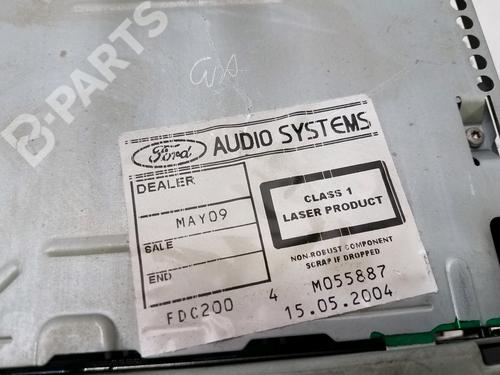 B-PARTS
Ford
AUDIO SYSTEMS
DEALER
MAY09
SALE
END
CLASS 1
LASER PRODUCT
NON-ROBUST COMPONENT
SCRAP IF DROPPED
FDC200
4
M055887
15.05.2004
B-PARTS